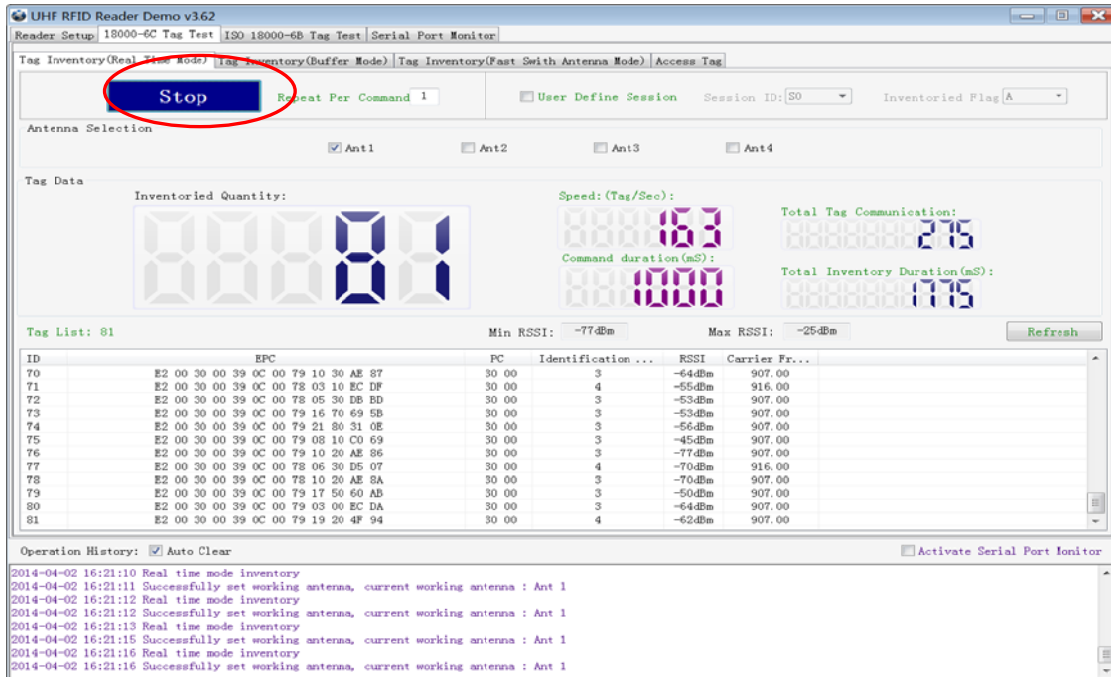 UHF RFID Reader Demo v3.62
Reader Setup 18000-6C Tag Test ISO 18000-6B Tag Test Serial Port Monitor
Tag Inventory(Real Time Mode) Tag Inventory(Buffer Mode) Tag Inventory(Fast Swith Antenna Mode) Access Tag
Stop Repeat Per Command 1 User Define Session Session ID: S0 Inventoried Flag A
Antenna Selection
Ant1 Ant2 Ant3 Ant4
Tag Data
Inventoried Quantity: Speed:(Tag/Sec):
81 163 Total Tag Communication:
275
Command duration(mS):
1000 Total Inventory Duration(mS):
1775
Tag List: 81 Min RSSI: -77dBm Max RSSI: -25dBm Refresh
ID EPC PC Identification ... RSSI Carrier Fr...
70 E2 00 30 00 39 0C 00 79 10 30 AE 87 30 00 3 -64dBm 907.00
71 E2 00 30 00 39 0C 00 78 03 10 EC DF 30 00 4 -55dBm 916.00
72 E2 00 30 00 39 0C 00 78 05 30 DB BD 30 00 3 -53dBm 907.00
73 E2 00 30 00 39 0C 00 79 16 70 69 5B 30 00 3 -53dBm 907.00
74 E2 00 30 00 39 0C 00 79 21 80 31 0E 30 00 3 -56dBm 907.00
75 E2 00 30 00 39 0C 00 79 08 10 C0 69 30 00 3 -45dBm 907.00
76 E2 00 30 00 39 0C 00 79 10 20 AE 86 30 00 3 -77dBm 907.00
77 E2 00 30 00 39 0C 00 78 06 30 D5 07 30 00 4 -70dBm 916.00
78 E2 00 30 00 39 0C 00 78 10 20 AE 8A 30 00 3 -70dBm 907.00
79 E2 00 30 00 39 0C 00 79 17 50 60 AB 30 00 3 -50dBm 907.00
80 E2 00 30 00 39 0C 00 79 03 00 EC DA 30 00 3 -64dBm 907.00
81 E2 00 30 00 39 0C 00 79 19 20 4F 94 30 00 4 -62dBm 907.00
Operation History: Auto Clear Activate Serial Port Monitor
2014-04-02 16:21:10 Real time mode inventory
2014-04-02 16:21:11 Successfully set working antenna, current working antenna : Ant 1
2014-04-02 16:21:12 Real time mode inventory
2014-04-02 16:21:12 Successfully set working antenna, current working antenna : Ant 1
2014-04-02 16:21:13 Real time mode inventory
2014-04-02 16:21:15 Successfully set working antenna, current working antenna : Ant 1
2014-04-02 16:21:16 Real time mode inventory
2014-04-02 16:21:16 Successfully set working antenna, current working antenna : Ant 1